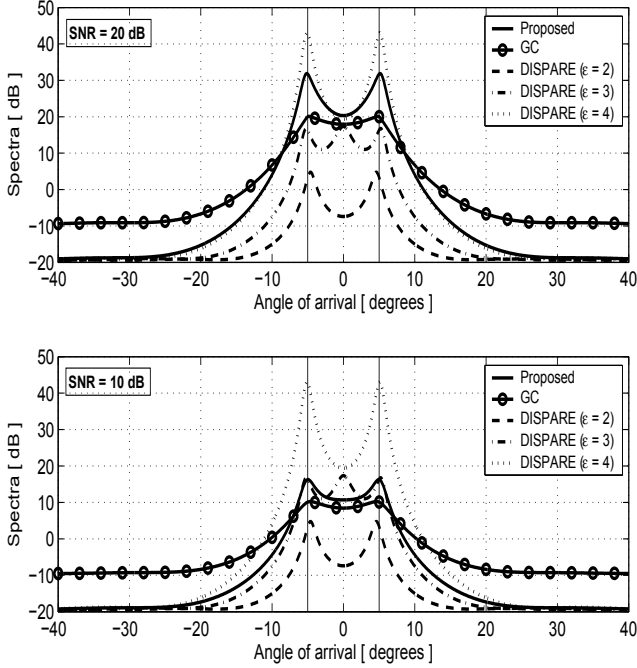 50
40
30
20
10
0
−10
−20
Spectra [ dB ]
SNR = 20 dB
Proposed
GC
DISPARE (ε = 2)
DISPARE (ε = 3)
DISPARE (ε = 4)
−40 −30 −20 −10 0 10 20 30 40
Angle of arrival [ degrees ]
50
40
30
20
10
0
−10
−20
Spectra [ dB ]
SNR = 10 dB
Proposed
GC
DISPARE (ε = 2)
DISPARE (ε = 3)
DISPARE (ε = 4)
−40 −30 −20 −10 0 10 20 30 40
Angle of arrival [ degrees ]